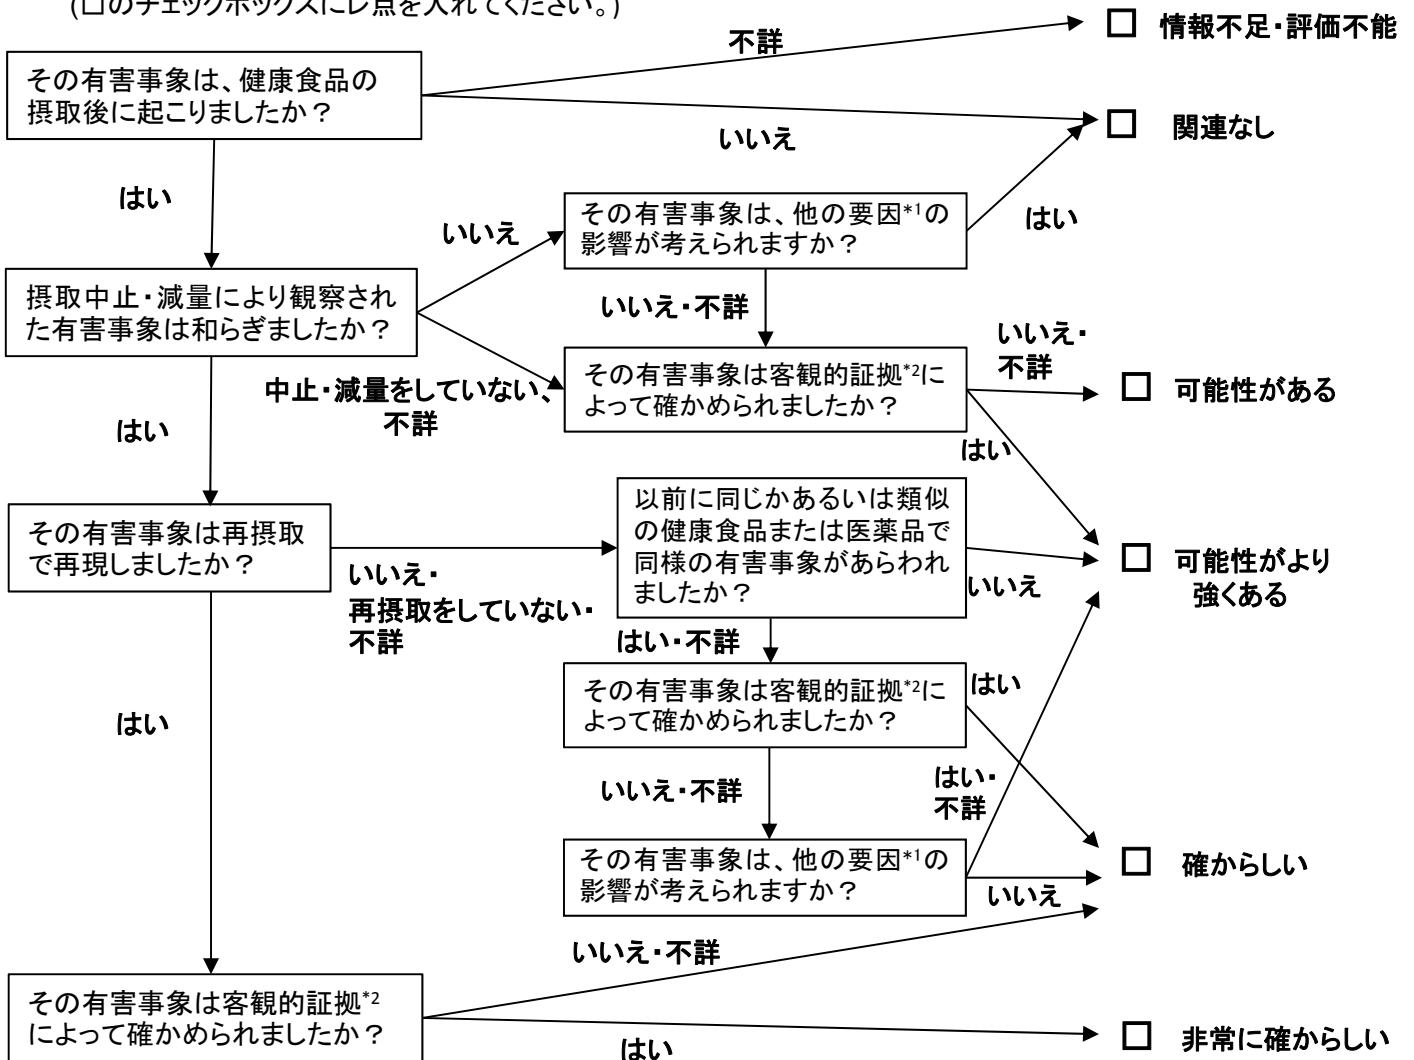 (□のチェックボックスにレ点を入れてください。)
不詳
□ 情報不足・評価不能
その有害事象は、健康食品の
摂取後に起こりましたか？
いいえ
□ 関連なし
はい
その有害事象は、他の要因*1の
影響が考えられますか？
はい
いいえ
摂取中止・減量により観察され
た有害事象は和らぎましたか？
いいえ・不詳
いいえ・
不詳
その有害事象は客観的証拠*2に
よって確かめられましたか？
□ 可能性がある
中止・減量をしていない、
不詳
はい
はい
その有害事象は再摂取
で再現しましたか？
いいえ・
再摂取をしていない・
不詳
以前に同じかあるいは類似
の健康食品または医薬品で
同様の有害事象があらわれ
ましたか？
いいえ
□ 可能性がより
強くある
はい・不詳
その有害事象は客観的証拠*2に
よって確かめられましたか？
はい
はい
いいえ・不詳
はい・
不詳
その有害事象は、他の要因*1の
影響が考えられますか？
いいえ
□ 確からしい
いいえ・不詳
その有害事象は客観的証拠*2
によって確かめられましたか？
はい
□ 非常に確からしい